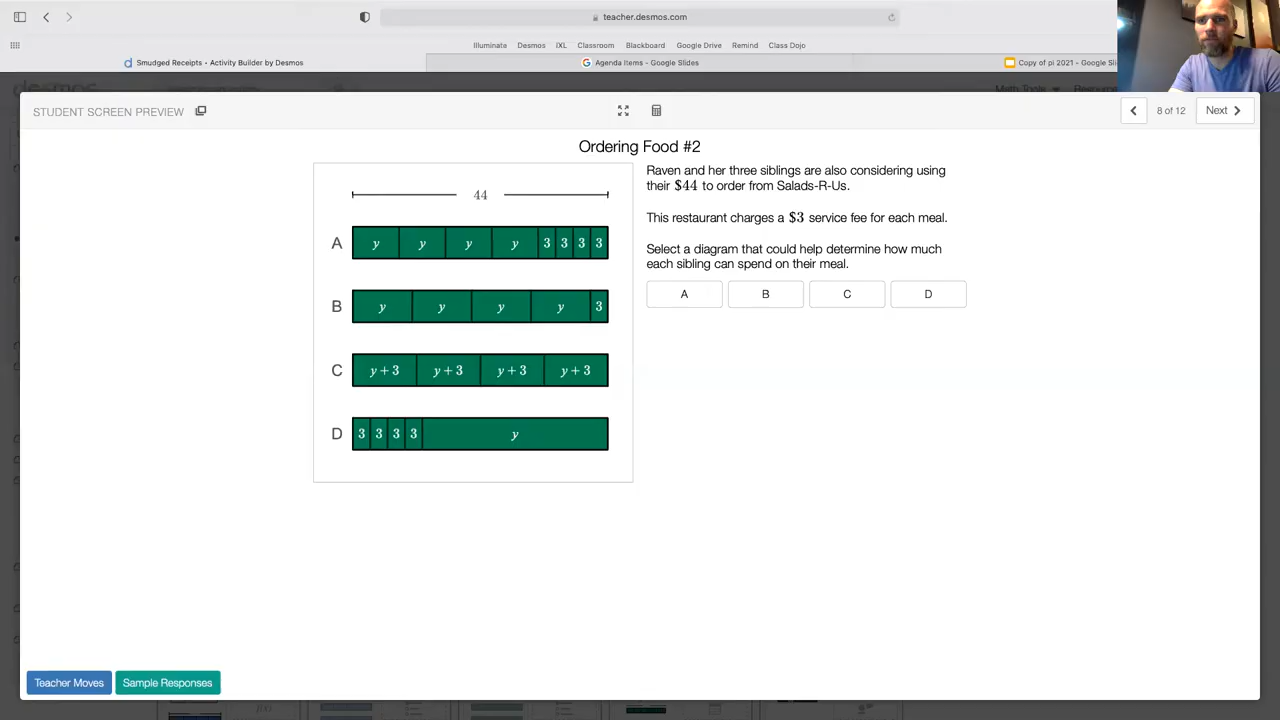 teacher.desmos.com
Illuminate Desmos IXL Classroom Blackboard Google Drive Remind Class Dojo
Smudged Receipts • Activity Builder by Desmos
Agenda Items - Google Slides
Copy of pi 2021 - Google Sli
desmos
Math Tools
STUDENT SCREEN PREVIEW
8 of 12
Next
Ordering Food #2
44
A y y y y 3 3 3 3
B y y y y 3
C y + 3 y + 3 y + 3 y + 3
D 3 3 3 3 y
Raven and her three siblings are also considering using
their $44 to order from Salads-R-Us.
This restaurant charges a $3 service fee for each meal.
Select a diagram that could help determine how much
each sibling can spend on their meal.
A B C D
Teacher Moves Sample Responses